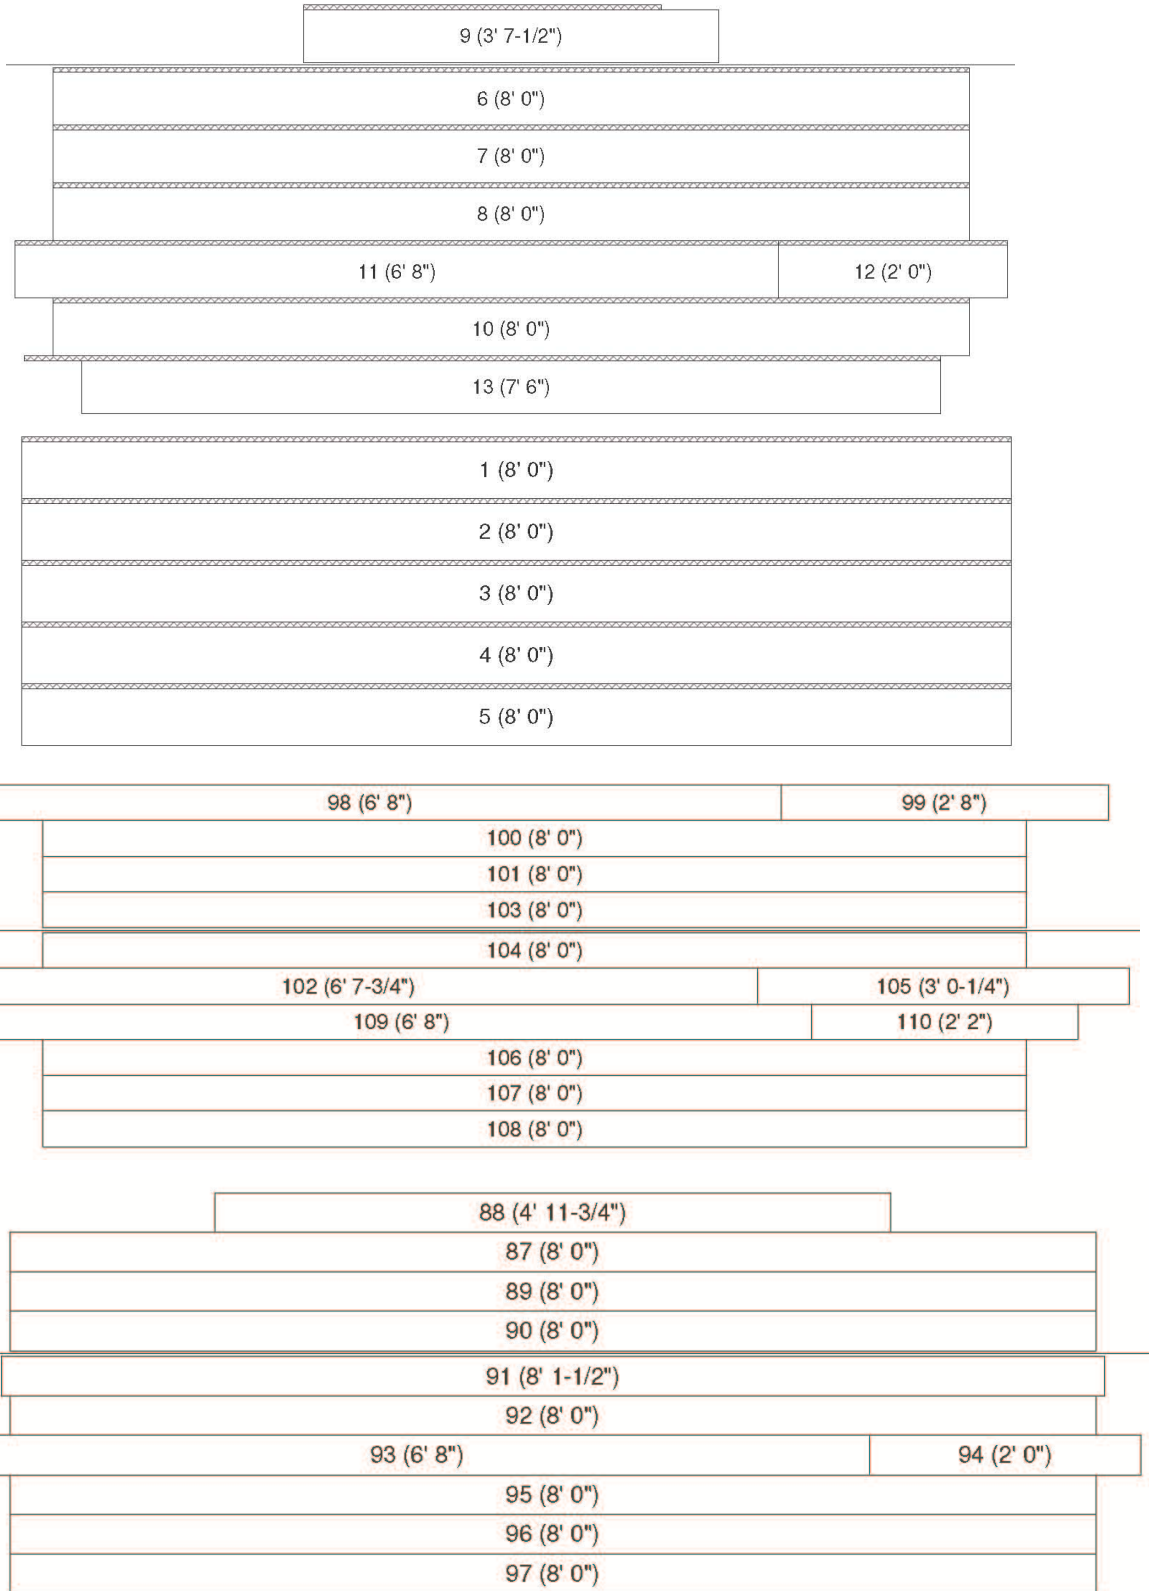 9 (3' 7-1/2")
6 (8' 0")
7 (8' 0")
8 (8' 0")
11 (6' 8") 12 (2' 0")
10 (8' 0")
13 (7' 6")
1 (8' 0")
2 (8' 0")
3 (8' 0")
4 (8' 0")
5 (8' 0")
98 (6' 8") 99 (2' 8")
100 (8' 0")
101 (8' 0")
103 (8' 0")
104 (8' 0")
102 (6' 7-3/4") 105 (3' 0-1/4")
109 (6' 8") 110 (2' 2")
106 (8' 0")
107 (8' 0")
108 (8' 0")
88 (4' 11-3/4")
87 (8' 0")
89 (8' 0")
90 (8' 0")
91 (8' 1-1/2")
92 (8' 0")
93 (6' 8") 94 (2' 0")
95 (8' 0")
96 (8' 0")
97 (8' 0")